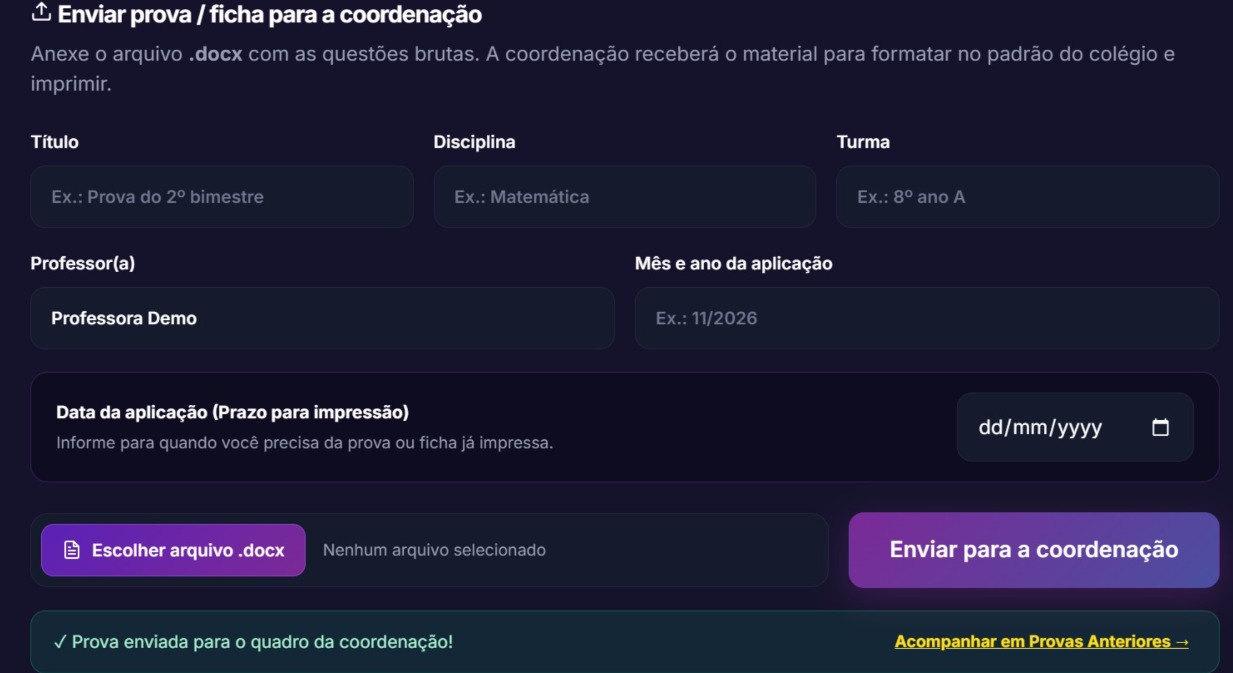 Enviar prova / ficha para a coordenação
Anexe o arquivo .docx com as questões brutas. A coordenação receberá o material para formatar no padrão do colégio e
imprimir.
Título
Disciplina
Turma
Ex.: Prova do 2º bimestre
Ex.: Matemática
Ex.: 8º ano A
Professor(a)
Mês e ano da aplicação
Professora Demo
Ex.: 11/2026
Data da aplicação (Prazo para impressão)
Informe para quando você precisa da prova ou ficha já impressa.
dd/mm/yyyy
Escolher arquivo .docx
Nenhum arquivo selecionado
Enviar para a coordenação
✓ Prova enviada para o quadro da coordenação!
Acompanhar em Provas Anteriores →